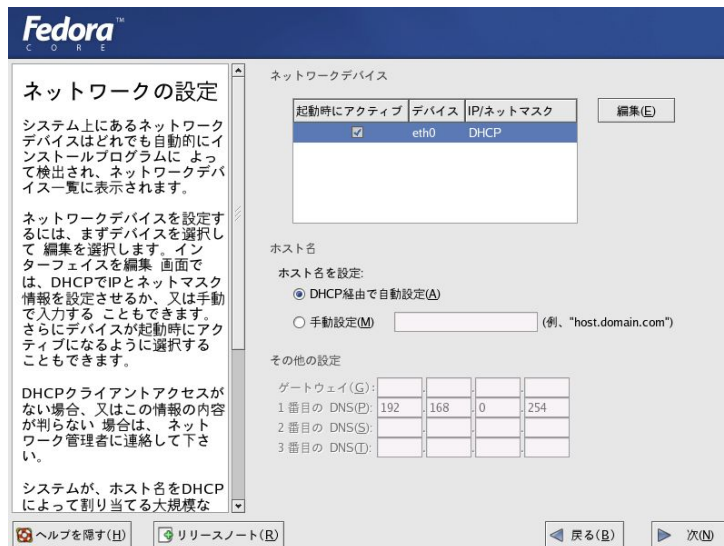 Fedora™
CORE
ネットワークの設定
システム上にあるネットワーク
デバイスはどれでも自動的にイ
ンストールプログラムに よっ
て検出され、ネットワークデバ
イス一覧に表示されます。
ネットワークデバイスを設定す
るには、まずデバイスを選択し
て 編集を選択します。イン
ターフェイスを編集 画面で
は、DHCPでIPとネットマスク
情報を設定させるか、又は手動
で入力する こともできます。
さらにデバイスが起動時にアク
ティブになるように選択する
こともできます。
DHCPクライアントアクセスが
ない場合、又はこの情報の内容
が判らない 場合は、 ネット
ワーク管理者に連絡して下さ
い。
システムが、ホスト名をDHCP
によって割り当てる大規模な
ネットワークデバイス
起動時にアクティブ デバイス IP/ネットマスク
eth0 DHCP
編集(E)
ホスト名
ホスト名を設定:
DHCP経由で自動設定(A)
手動設定(M) (例、"host.domain.com")
その他の設定
ゲートウェイ(G): . . .
1 番目の DNS(P): 192 . 168 . 0 . 254
2 番目の DNS(S): . . .
3 番目の DNS(T): . . .
ヘルプを隠す(H) リリースノート(R) 戻る(B) 次(N)